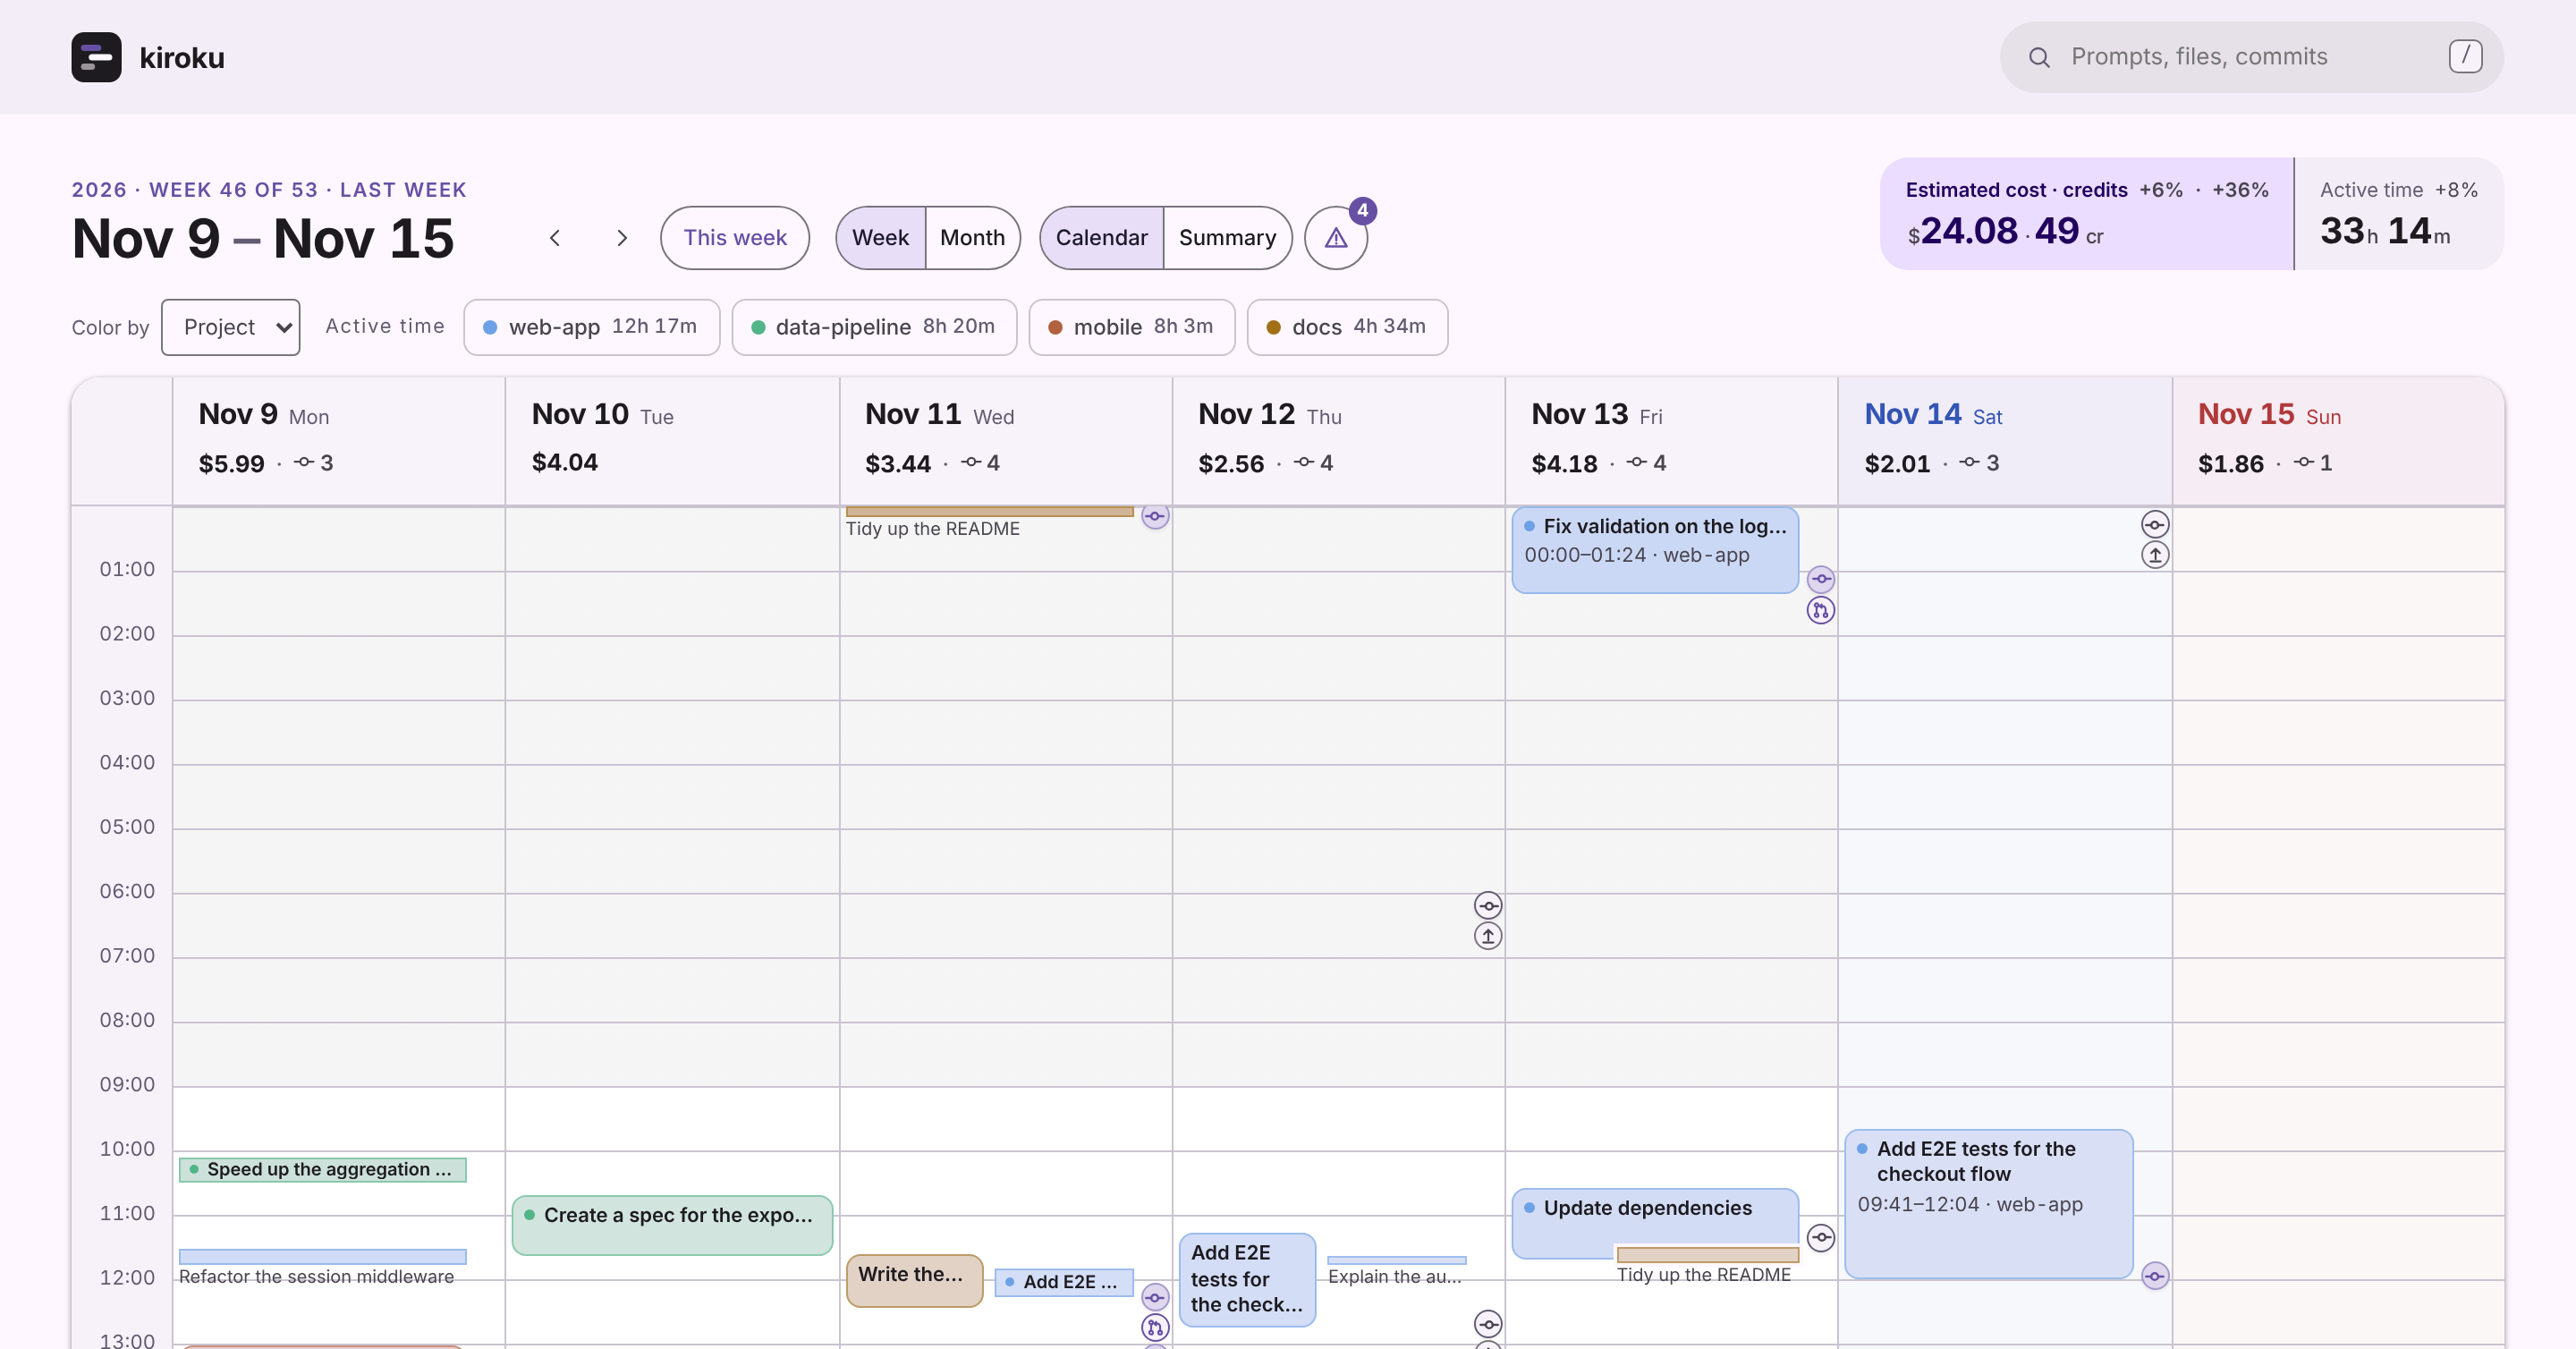 kiroku
Prompts, files, commits /
2026 · WEEK 46 OF 53 · LAST WEEK
Nov 9 – Nov 15
This week
Week Month
Calendar Summary
4
Estimated cost · credits +6% · +36%
$24.08 · 49 cr
Active time +8%
33h 14m
Color by Project Active time
web-app 12h 17m
data-pipeline 8h 20m
mobile 8h 3m
docs 4h 34m
Nov 9 Mon
$5.99 · 3
Nov 10 Tue
$4.04
Nov 11 Wed
$3.44 · 4
Nov 12 Thu
$2.56 · 4
Nov 13 Fri
$4.18 · 4
Nov 14 Sat
$2.01 · 3
Nov 15 Sun
$1.86 · 1
Tidy up the README
Fix validation on the log...
00:00–01:24 · web-app
01:00
02:00
03:00
04:00
05:00
06:00
07:00
08:00
09:00
10:00
Speed up the aggregation ...
Add E2E tests for the
checkout flow
09:41–12:04 · web-app
11:00
Create a spec for the expo...
Update dependencies
12:00
Refactor the session middleware
Write the...
Add E2E ...
Add E2E
tests for
the check...
Explain the au...
Tidy up the README
13:00